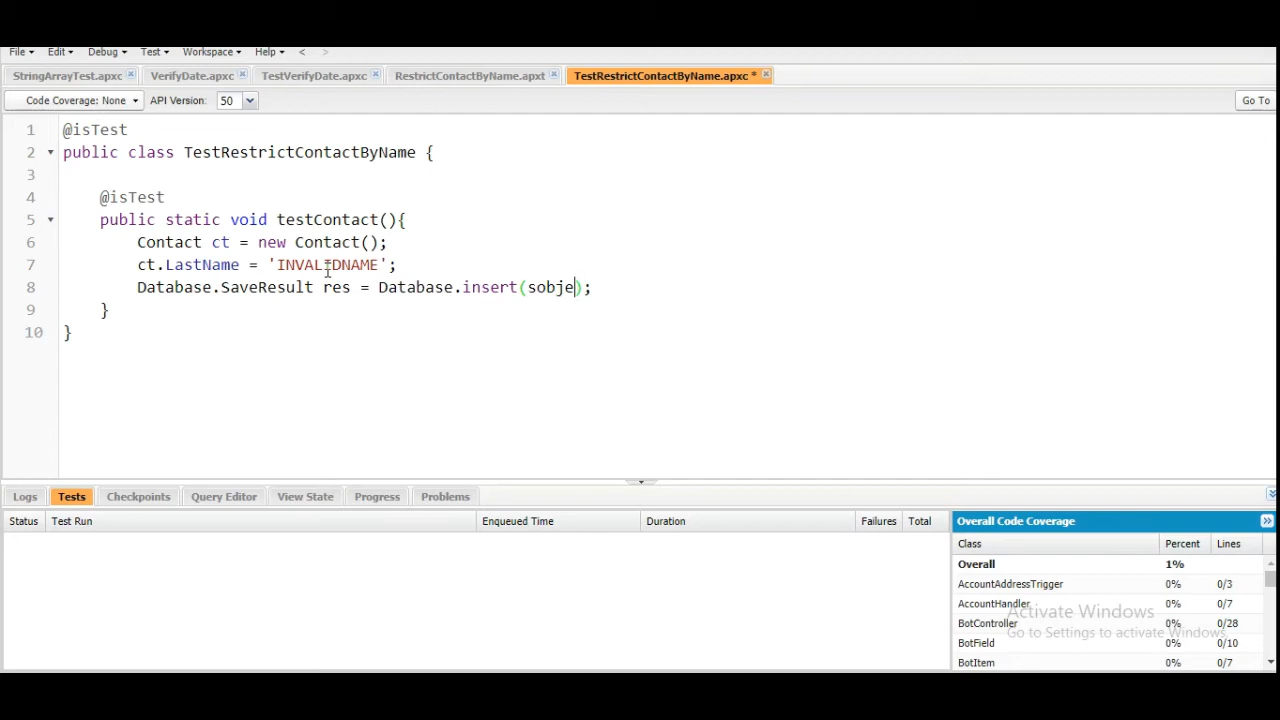 File Edit Debug Test Workspace Help < >
StringArrayTest.apxc VerifyDate.apxc TestVerifyDate.apxc RestrictContactByName.apxt TestRestrictContactByName.apxc *
Code Coverage: None API Version: 50 Go To
1 @isTest
2 public class TestRestrictContactByName {
3
4 @isTest
5 public static void testContact(){
6 Contact ct = new Contact();
7 ct.LastName = 'INVALIDNAME';
8 Database.SaveResult res = Database.insert(sobje);
9 }
10 }
Logs Tests Checkpoints Query Editor View State Progress Problems
Status Test Run Enqueued Time Duration Failures Total Overall Code Coverage
Class Percent Lines
Overall 1%
AccountAddressTrigger 0% 0/3
AccountHandler 0% 0/7
BotController 0% 0/28
BotField 0% 0/10
BotItem 0% 0/7
Activate Windows
Go to Settings to activate Windows.